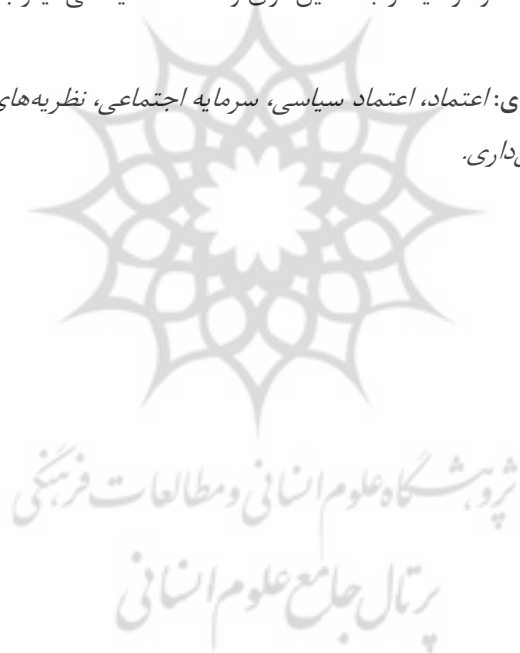 ی: اعتماد، اعتماد سیاسی، سرمایه اجتماعی، نظریه‌های
‌داری.
پژوهشگاه علوم انسانی و مطالعات فرهنگی
پرتال جامع علوم انسانی